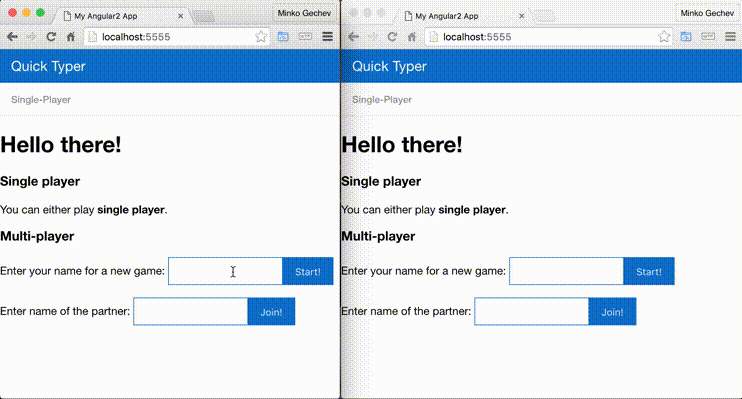 My Angular2 App
Minko Gechev
localhost:5555
Quick Typer
Single-Player
Hello there!
Single player
You can either play single player.
Multi-player
Enter your name for a new game: Start!
Enter name of the partner: Join!
My Angular2 App
Minko Gechev
localhost:5555
Quick Typer
Single-Player
Hello there!
Single player
You can either play single player.
Multi-player
Enter your name for a new game: Start!
Enter name of the partner: Join!